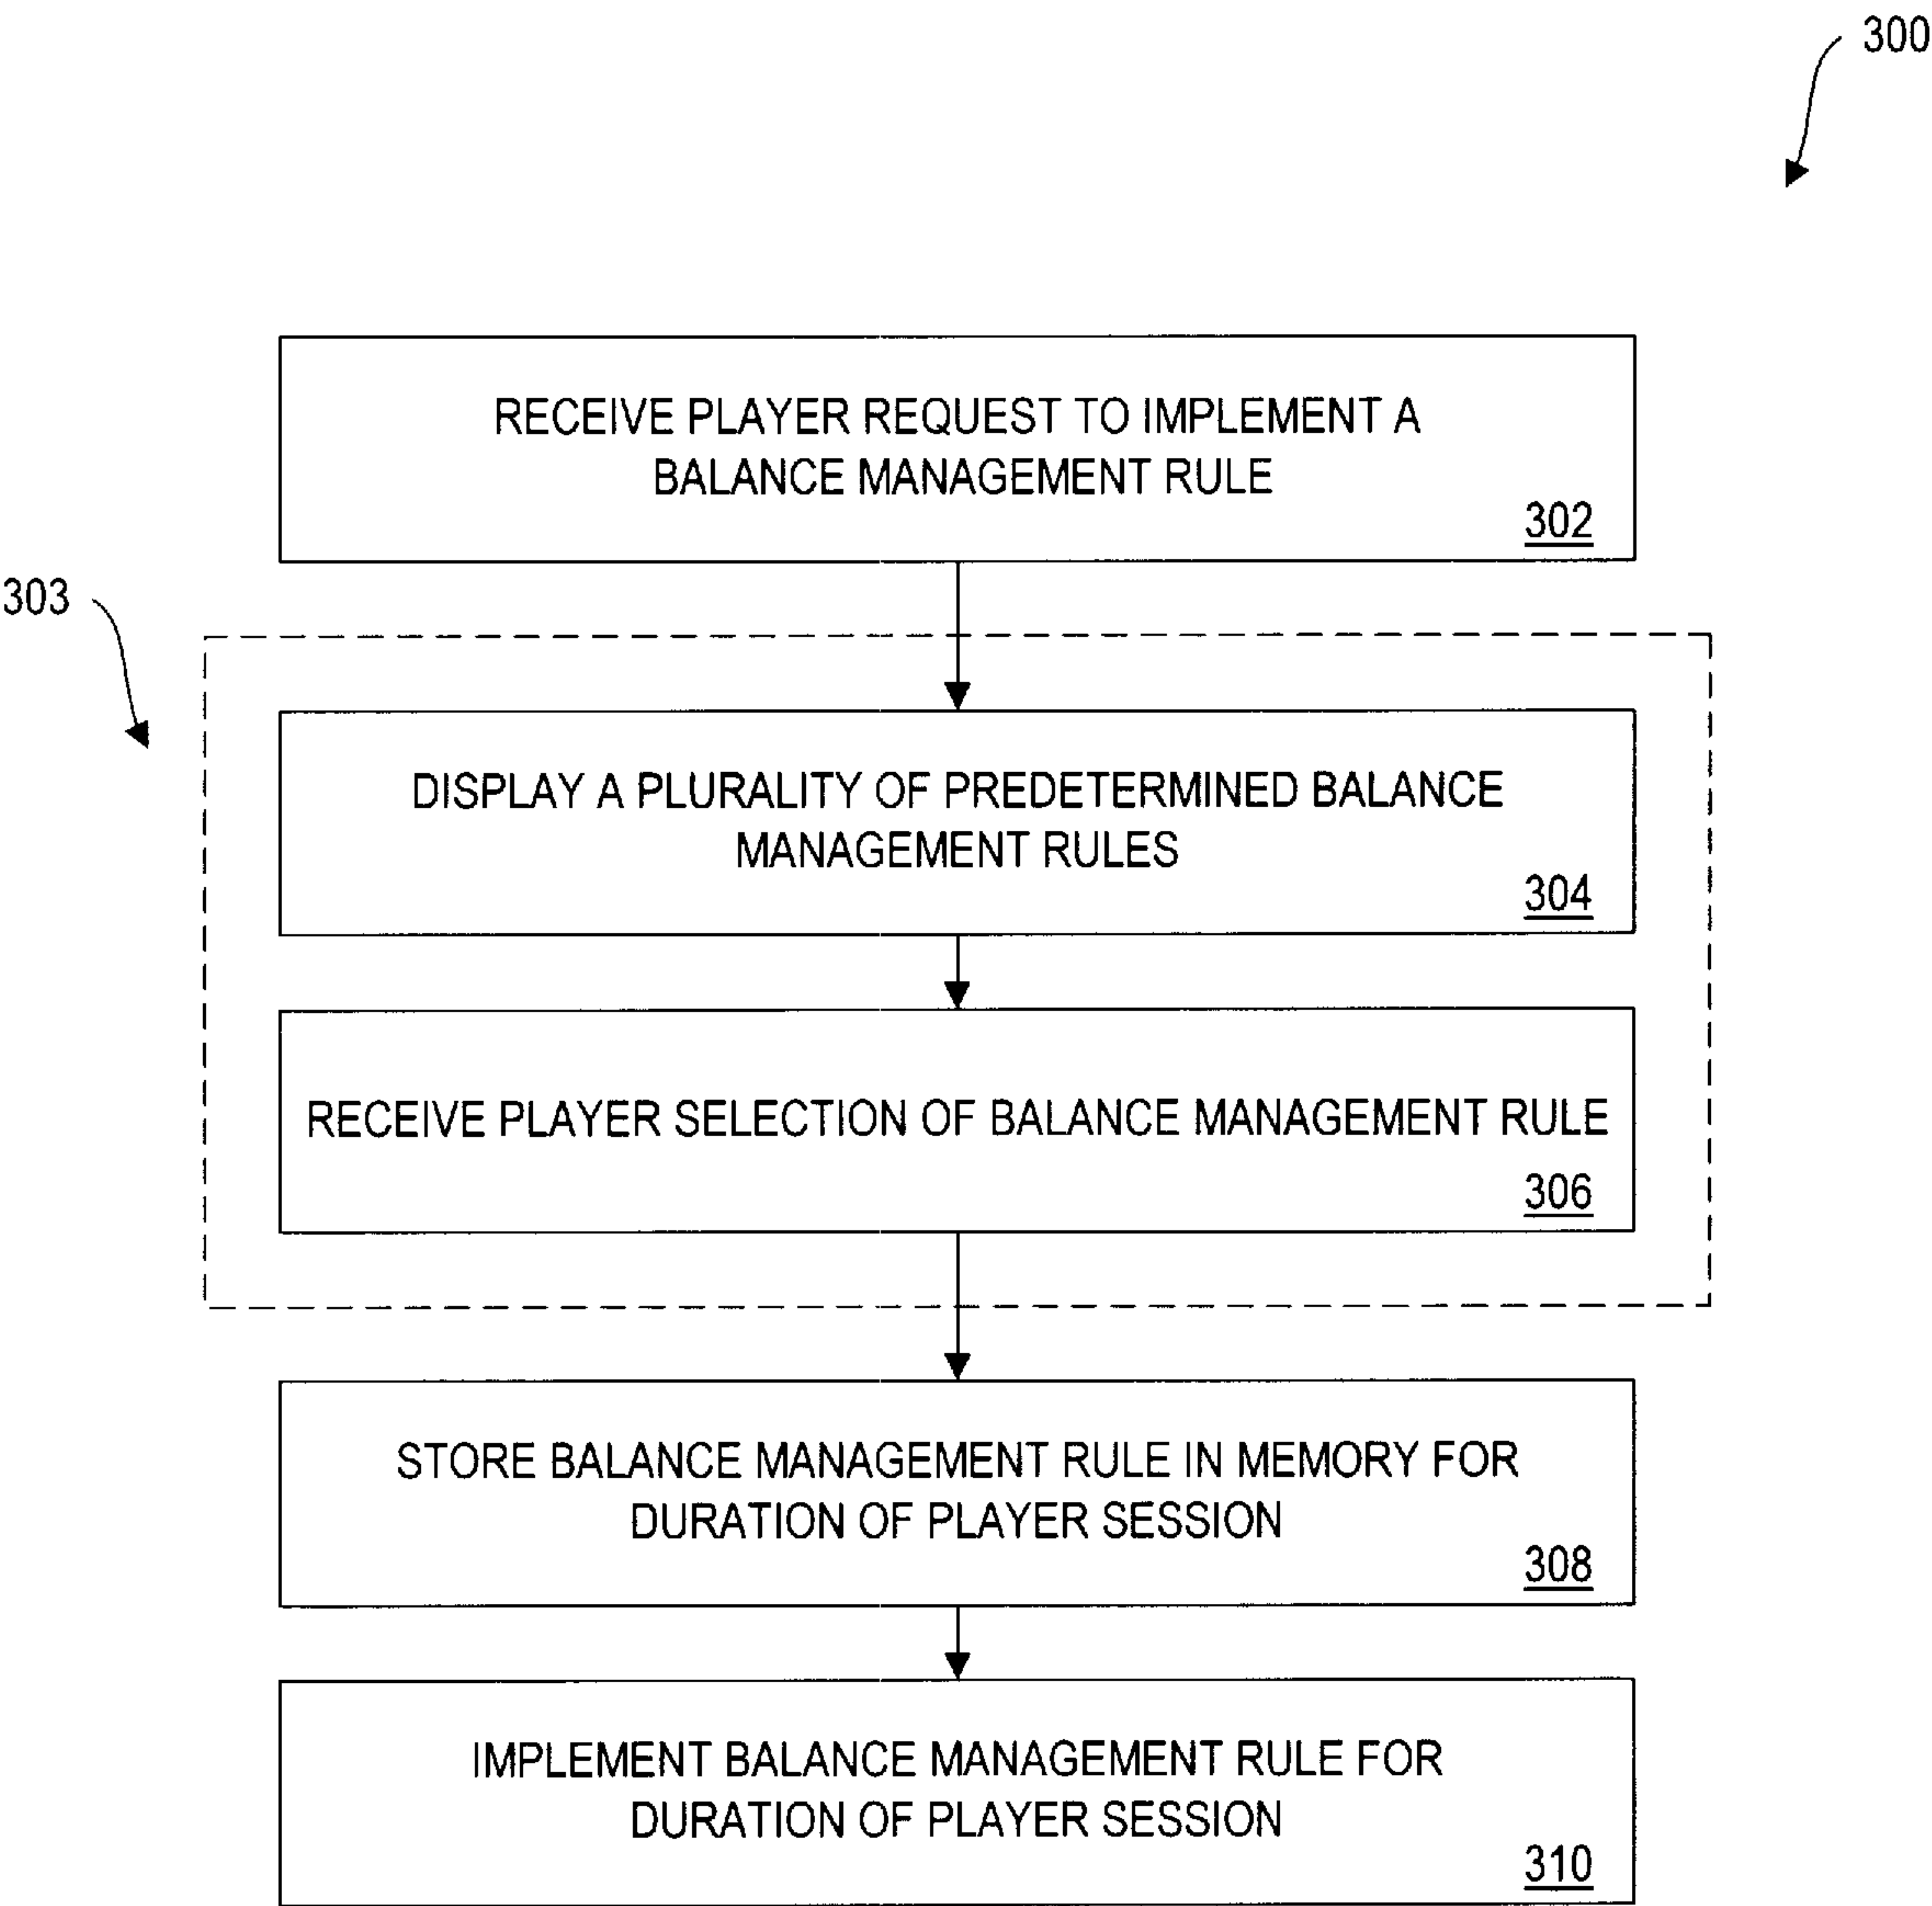 300
RECEIVE PLAYER REQUEST TO IMPLEMENT A
BALANCE MANAGEMENT RULE
302
303
DISPLAY A PLURALITY OF PREDETERMINED BALANCE
MANAGEMENT RULES
304
RECEIVE PLAYER SELECTION OF BALANCE MANAGEMENT RULE
306
STORE BALANCE MANAGEMENT RULE IN MEMORY FOR
DURATION OF PLAYER SESSION
308
IMPLEMENT BALANCE MANAGEMENT RULE FOR
DURATION OF PLAYER SESSION
310